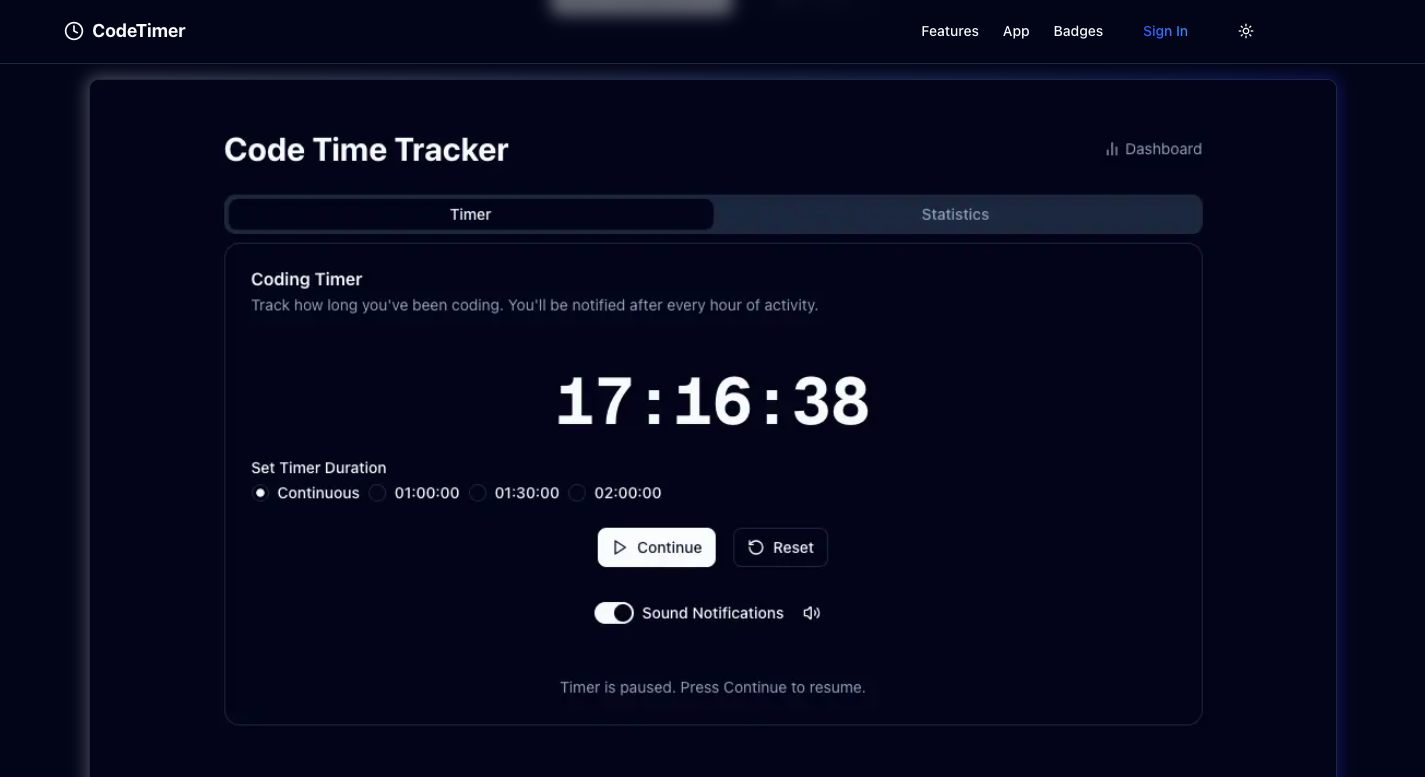 CodeTimer
Features App Badges Sign In
Code Time Tracker
Dashboard
Timer
Statistics
Coding Timer
Track how long you've been coding. You'll be notified after every hour of activity.
17:16:38
Set Timer Duration
Continuous 01:00:00 01:30:00 02:00:00
Continue Reset
Sound Notifications
Timer is paused. Press Continue to resume.